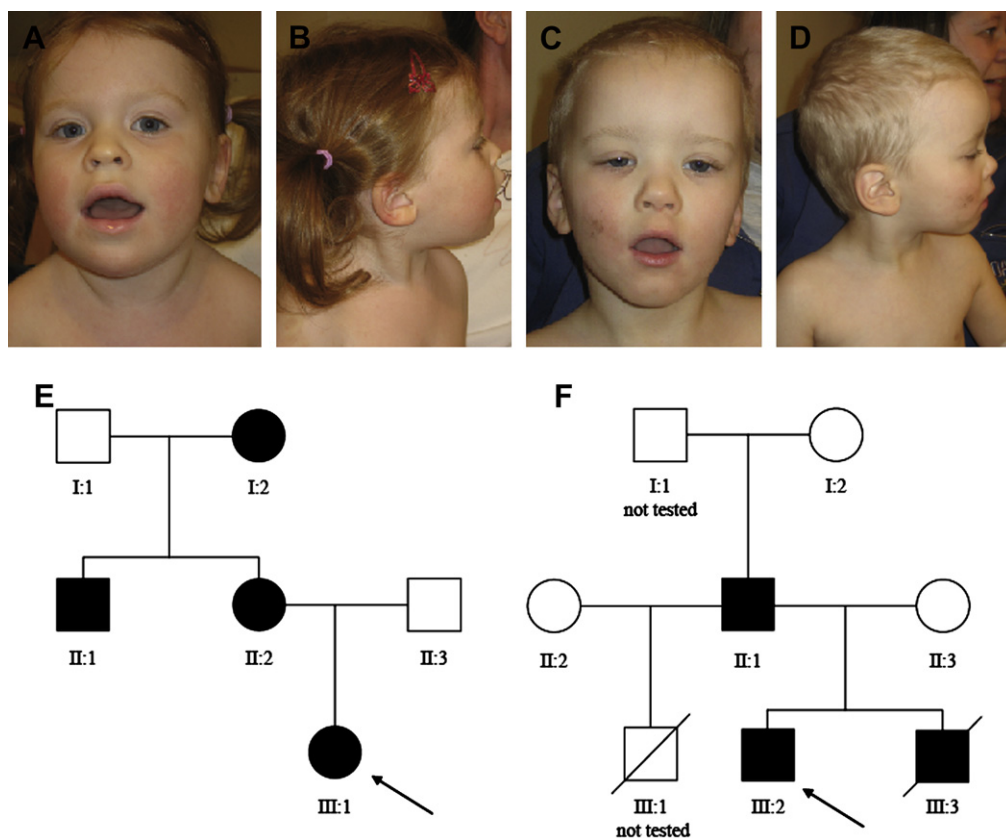 A B C D
E F
I:1 I:2 I:1 I:2
not tested
II:1 II:2 II:3 II:2 II:1 II:3
III:1 III:1 III:2 III:3
not tested